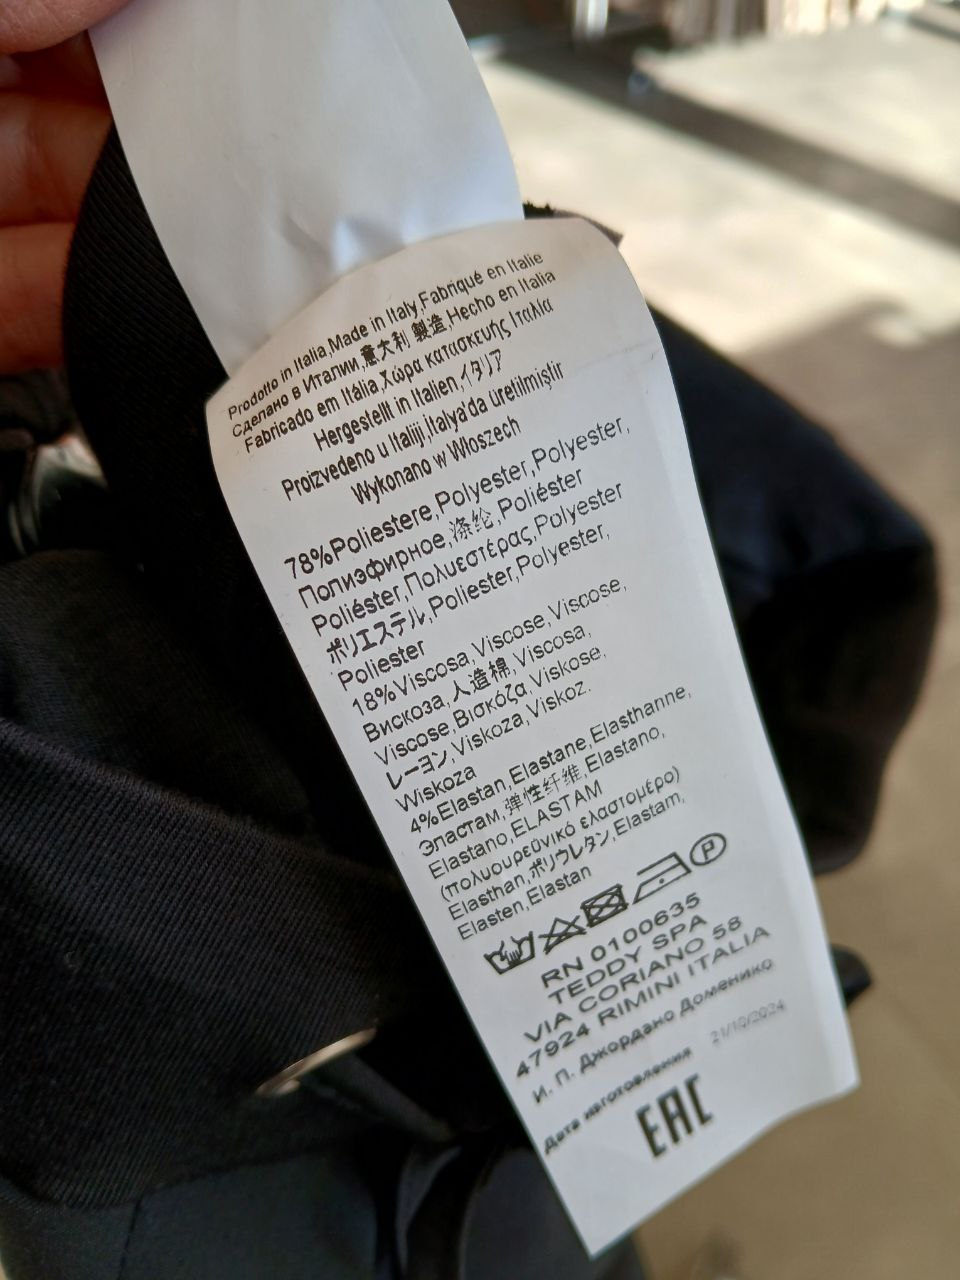 Prodotto in Italia,Made in Italy,Fabriqué en Italie
Сделано в Италии,意大利 製造,Hecho en Italia
Fabricado em Itália Χώρα κατασκευής Ιταλία
Hergestellt in Italien,イタリア
Proizvedeno u Italiji,İtalya'da üretilmiştir
Wykonano w Włoszech
78%Poliestere,Polyester,Polyester,
Полиэфирное,涤纶,Poliéster
Poliéster,Πολυεστέρας,Polyester
ポリエステル,Poliester,Polyester,
Poliester
18%Viscosa,Viscose,Viscose,
Вискоза,人造棉,Viscosa,
Viscose,Βισκόζα,Viskose,
レーヨン,Viskoza,Viskoz.
Wiskoza
4%Elastan,Elastane,Elasthanne,
Эластам,弹性纤维,Elastano,
Elastano,ELASTAM
(πολυουρεϋνικό ελαστομέρο)
Elasthan,ポリウレタン,Elastam,
Elasten,Elastan
P
RN 0100635
TEDDY SPA
VIA CORIANO 58
47924 RIMINI ITALIA
И. П. Джордано Доменико
Дата изготовления 21/10/2024
EAC